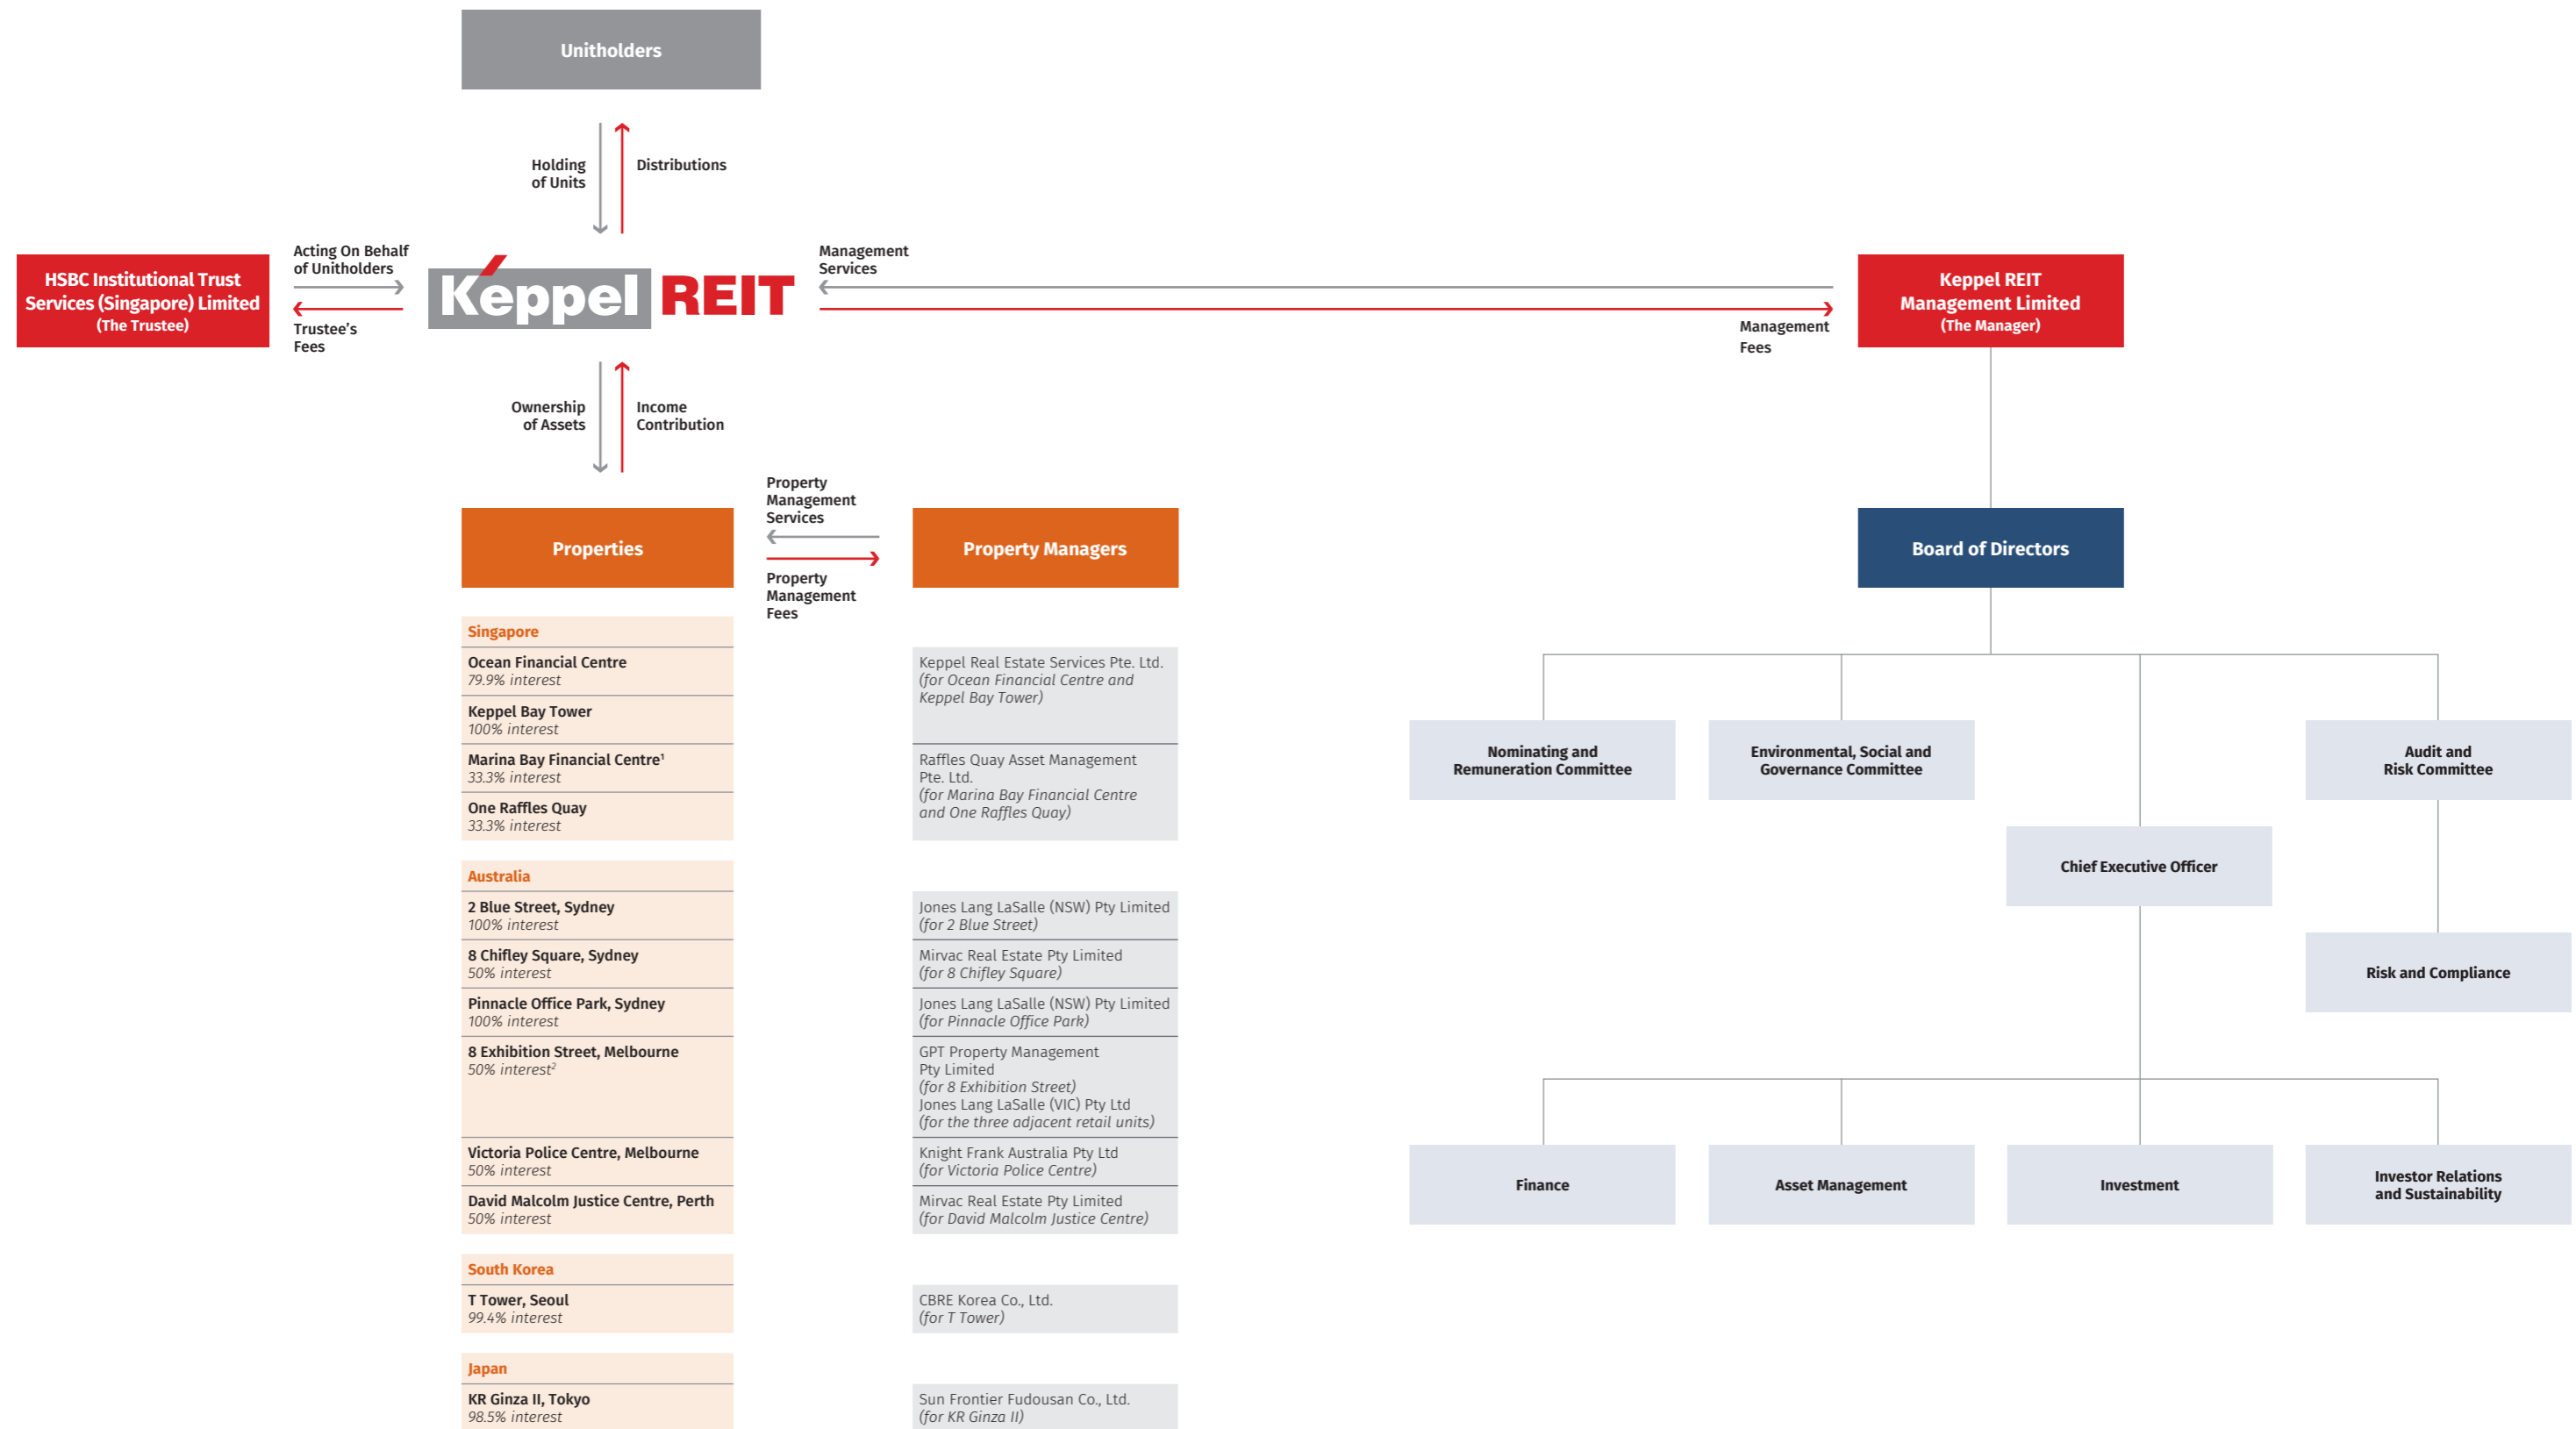 Unitholders
Holding
of Units
Distributions
HSBC Institutional Trust
Services (Singapore) Limited
(The Trustee)
Acting On Behalf
of Unitholders
Trustee’s
Fees
Keppel REIT
Management
Services
Management
Fees
Keppel REIT
Management Limited
(The Manager)
Ownership
of Assets
Income
Contribution
Properties
Property
Management
Services
Property
Management
Fees
Property Managers
Board of Directors
Singapore
Ocean Financial Centre
79.9% interest
Keppel Bay Tower
100% interest
Marina Bay Financial Centre¹
33.3% interest
One Raffles Quay
33.3% interest
Keppel Real Estate Services Pte. Ltd.
(for Ocean Financial Centre and
Keppel Bay Tower)
Raffles Quay Asset Management
Pte. Ltd.
(for Marina Bay Financial Centre
and One Raffles Quay)
Australia
2 Blue Street, Sydney
100% interest
8 Chifley Square, Sydney
50% interest
Pinnacle Office Park, Sydney
100% interest
8 Exhibition Street, Melbourne
50% interest²
Victoria Police Centre, Melbourne
50% interest
David Malcolm Justice Centre, Perth
50% interest
Jones Lang LaSalle (NSW) Pty Limited
(for 2 Blue Street)
Mirvac Real Estate Pty Limited
(for 8 Chifley Square)
Jones Lang LaSalle (NSW) Pty Limited
(for Pinnacle Office Park)
GPT Property Management
Pty Limited
(for 8 Exhibition Street)
Jones Lang LaSalle (VIC) Pty Ltd
(for the three adjacent retail units)
Knight Frank Australia Pty Ltd
(for Victoria Police Centre)
Mirvac Real Estate Pty Limited
(for David Malcolm Justice Centre)
South Korea
T Tower, Seoul
99.4% interest
CBRE Korea Co., Ltd.
(for T Tower)
Japan
KR Ginza II, Tokyo
98.5% interest
Sun Frontier Fudousan Co., Ltd.
(for KR Ginza II)
Nominating and
Remuneration Committee
Environmental, Social and
Governance Committee
Audit and
Risk Committee
Chief Executive Officer
Risk and Compliance
Finance
Asset Management
Investment
Investor Relations
and Sustainability